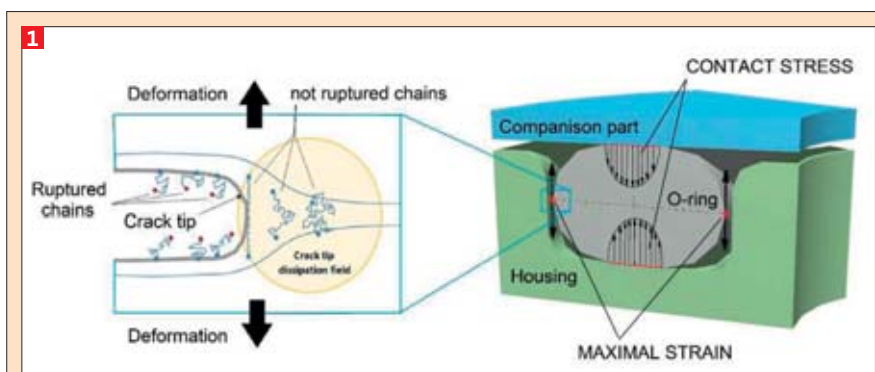 1
Deformation
not ruptured chains
Ruptured
chains
Crack tip
Crack tip
dissipation field
Deformation
CONTACT STRESS
Companison part
O-ring
Housing
MAXIMAL STRAIN